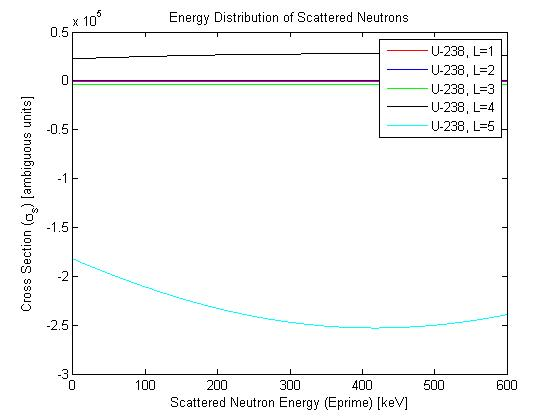 Energy Distribution of Scattered Neutrons
x 10⁵
0.5
0
-0.5
-1
-1.5
-2
-2.5
-3
Cross Section (σₛ) [ambiguous units]
U-238, L=1
U-238, L=2
U-238, L=3
U-238, L=4
U-238, L=5
0 100 200 300 400 500 600
Scattered Neutron Energy (Eprime) [keV]